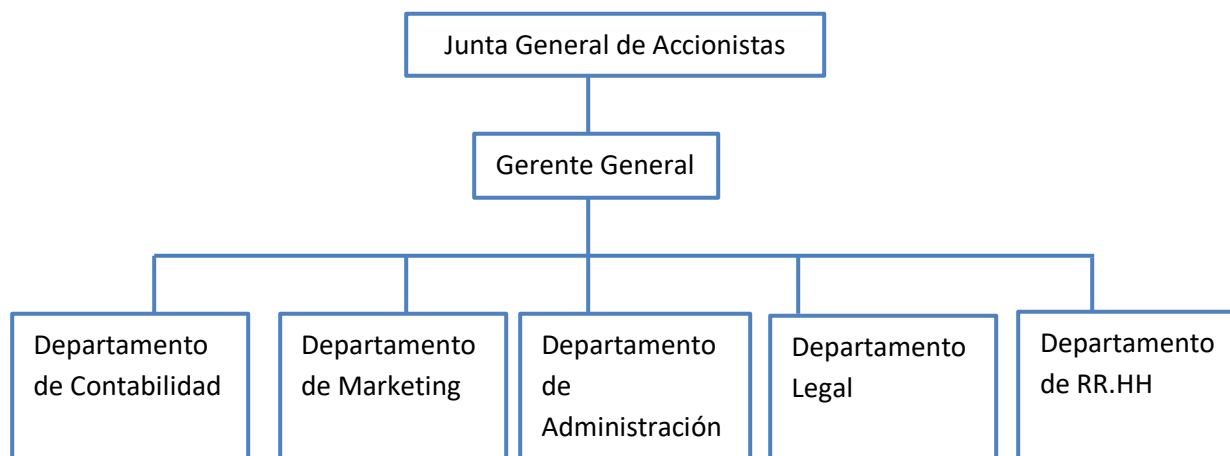 Junta General de Accionistas
Gerente General
Departamento
de Contabilidad
Departamento
de Marketing
Departamento
de
Administración
Departamento
Legal
Departamento
de RR.HH